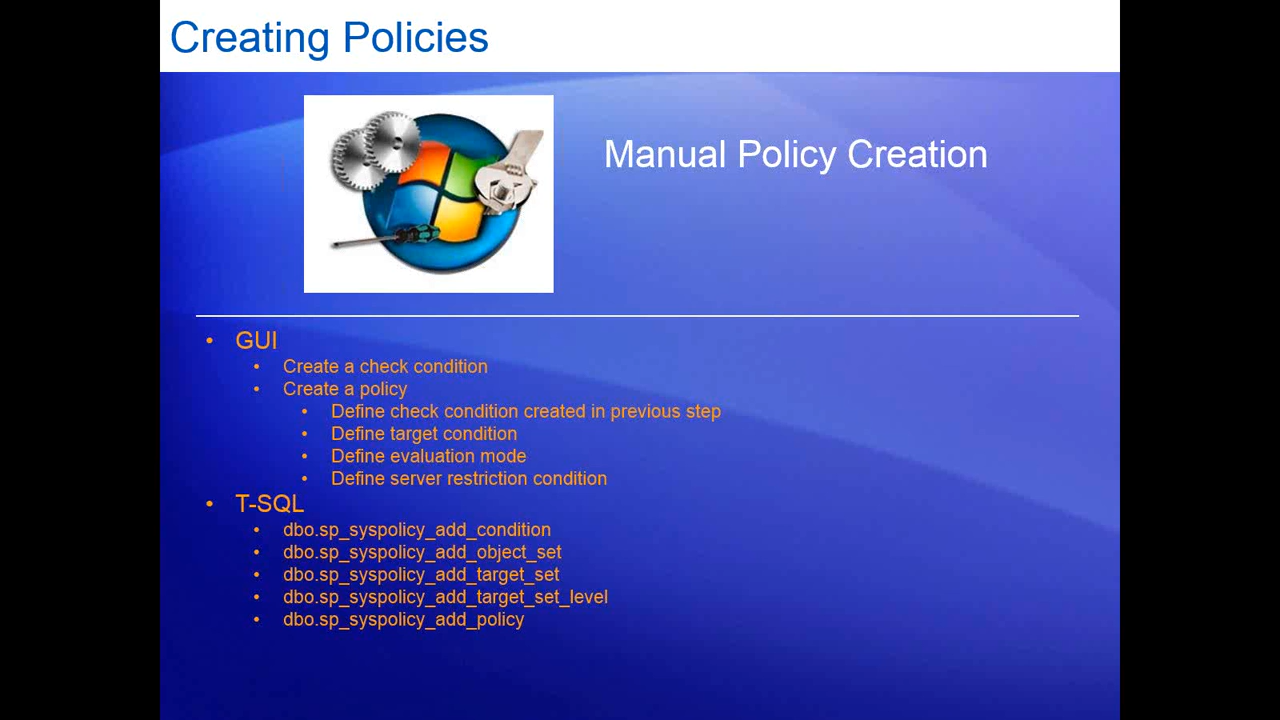 Creating Policies
Manual Policy Creation
• GUI
• Create a check condition
• Create a policy
• Define check condition created in previous step
• Define target condition
• Define evaluation mode
• Define server restriction condition
• T-SQL
• dbo.sp_syspolicy_add_condition
• dbo.sp_syspolicy_add_object_set
• dbo.sp_syspolicy_add_target_set
• dbo.sp_syspolicy_add_target_set_level
• dbo.sp_syspolicy_add_policy